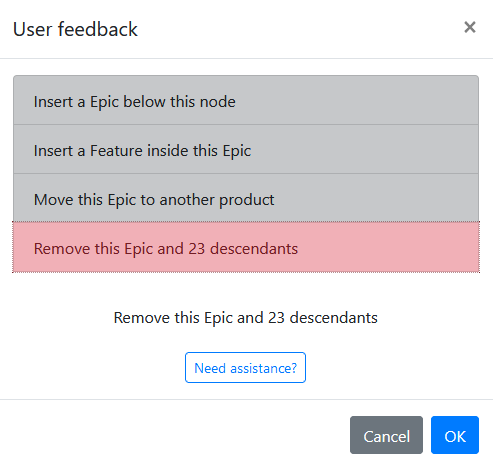 User feedback ×
Insert a Epic below this node
Insert a Feature inside this Epic
Move this Epic to another product
Remove this Epic and 23 descendants
Remove this Epic and 23 descendants
Need assistance?
Cancel OK